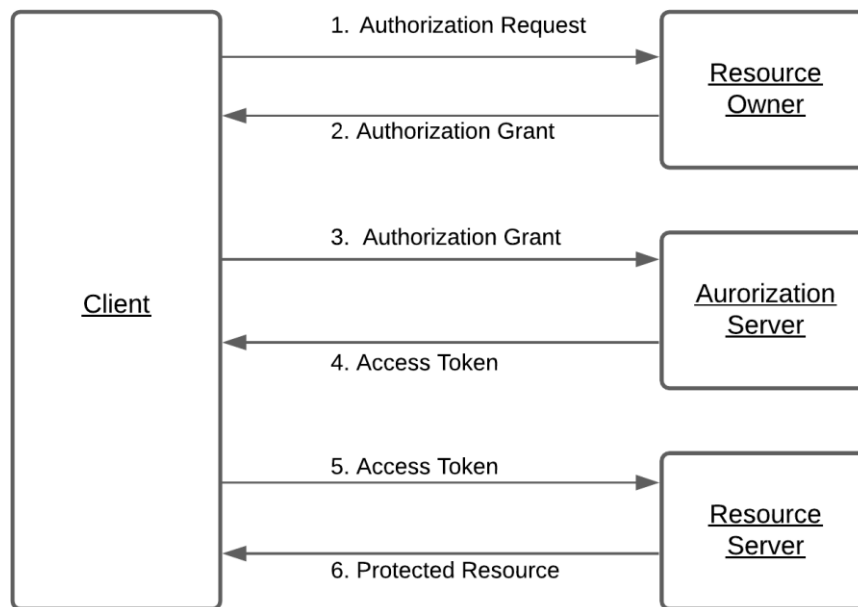 1. Authorization Request
Resource
Owner
2. Authorization Grant
3. Authorization Grant
Client
Aurorization
Server
4. Access Token
5. Access Token
Resource
Server
6. Protected Resource